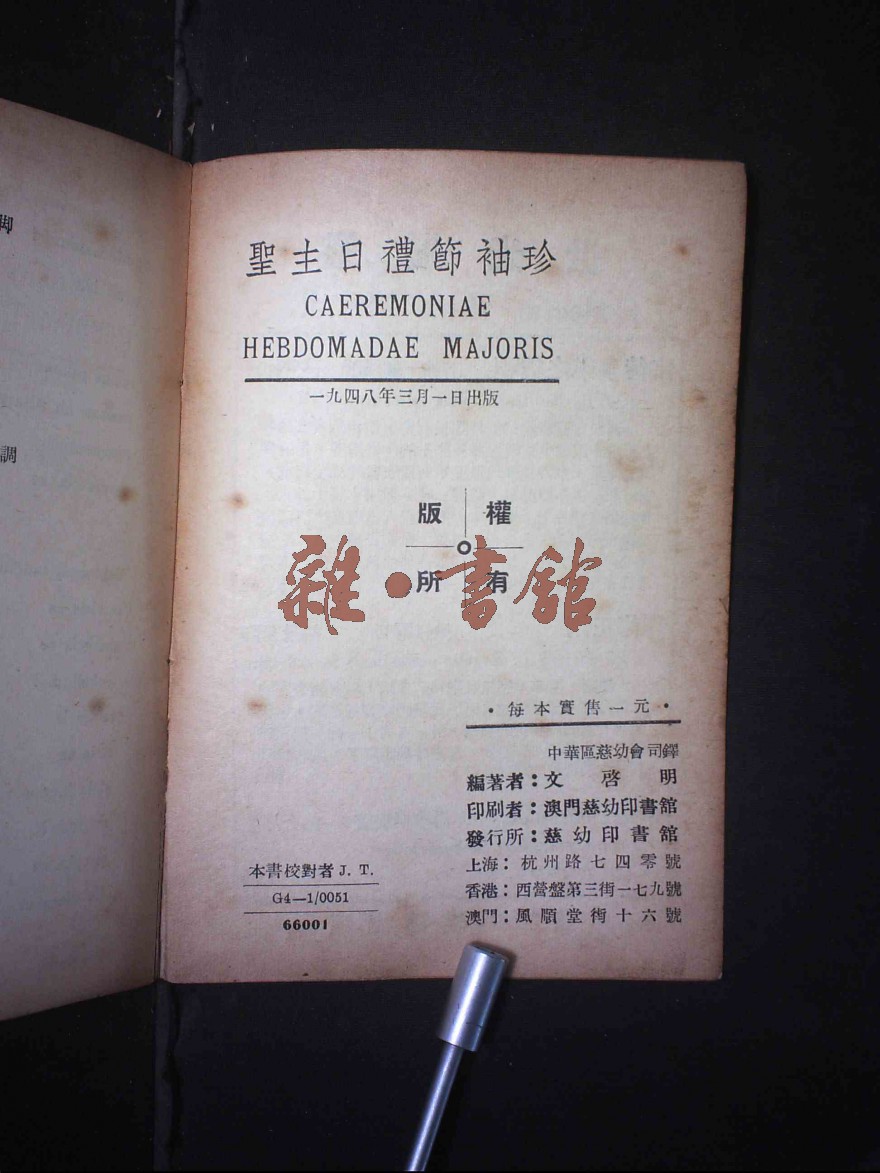 脚
調
聖主日禮節袖珍
CAEREMONIAE
HEBDOMADAE MAJORIS
一九四八年三月一日出版
版權
所有
雜·書館
·每本實售一元·
中華區慈幼會司鐸
編著者：文啓明
印刷者：澳門慈幼印書館
發行所：慈幼印書館
上海：杭州路七四零號
香港：西營盤第三街一七九號
澳門：風順堂街十六號
本書校對者 J. T.
G4—1/0051
66001